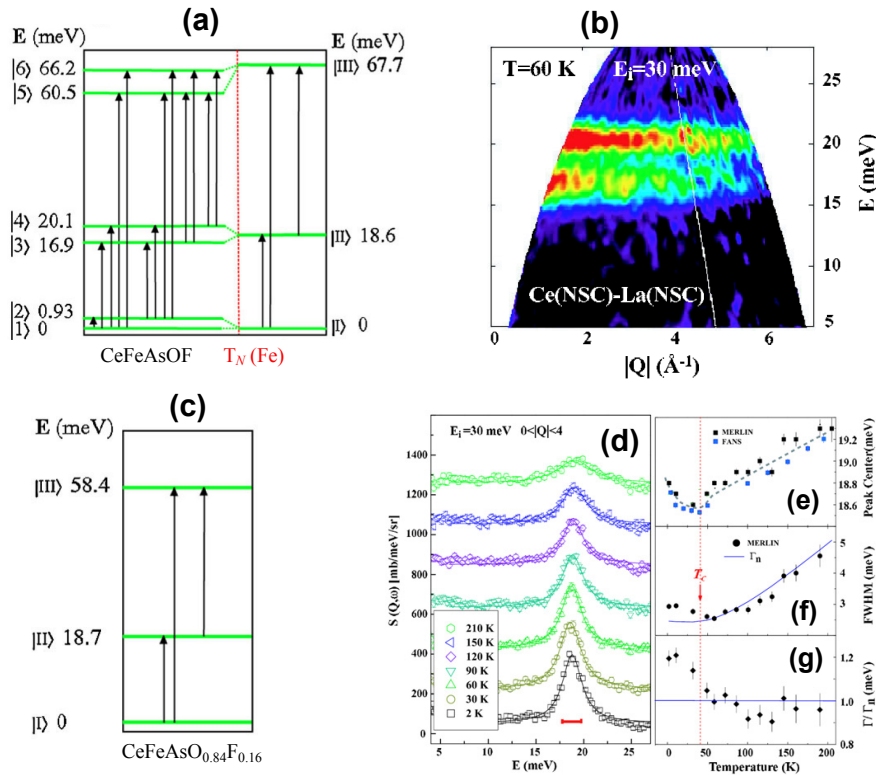 (a)
E (meV)
E (meV)
|6⟩ 66.2
|III⟩ 67.7
|5⟩ 60.5
|4⟩ 20.1
|II⟩ 18.6
|3⟩ 16.9
|2⟩ 0.93
|1⟩ 0
|I⟩ 0
CeFeAsOF
T_N (Fe)
(b)
T=60 K
E_i=30 meV
25
20
15
10
5
E (meV)
Ce(NSC)-La(NSC)
2
4
6
|Q| (Å⁻¹)
(c)
E (meV)
|III⟩ 58.4
|II⟩ 18.7
|I⟩ 0
CeFeAsO₀.₈₄F₀.₁₆
(d)
E_i=30 meV 0<|Q|<4
1400
1200
1000
800
600
400
200
0
S (Q,ω) [mb/meV/sr]
210 K
150 K
120 K
90 K
60 K
30 K
2 K
5
10
15
20
25
E (meV)
MERLIN
FANS
(e)
19.2
19.0
18.8
18.6
Peak Center(meV)
MERLIN
Γ_n
T_c
(f)
5
4
3
FWHM (meV)
(g)
1.2
1.0
0.8
Γ/Γ_n (meV)
0
50
100
150
200
Temperature (K)